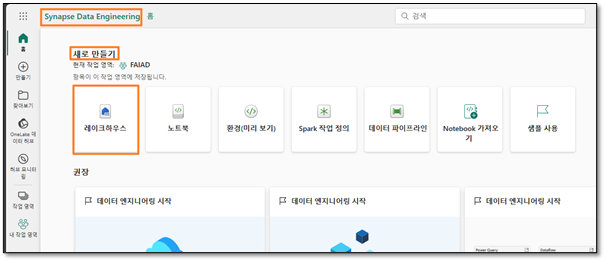 Synapse Data Engineering 홈
검색
홈
만들기
찾아보기
OneLake 데이터 허브
허브 모니터링
작업 영역
내 작업 영역
새로 만들기
현재 작업 영역: FAIAD
항목이 이 작업 영역에 저장됩니다.
레이크하우스
노트북
환경(미리 보기)
Spark 작업 정의
데이터 파이프라인
Notebook 가져오기
샘플 사용
권장
데이터 엔지니어링 시작
데이터 엔지니어링 시작
데이터 엔지니어링 시작
Power Query
Dataflow